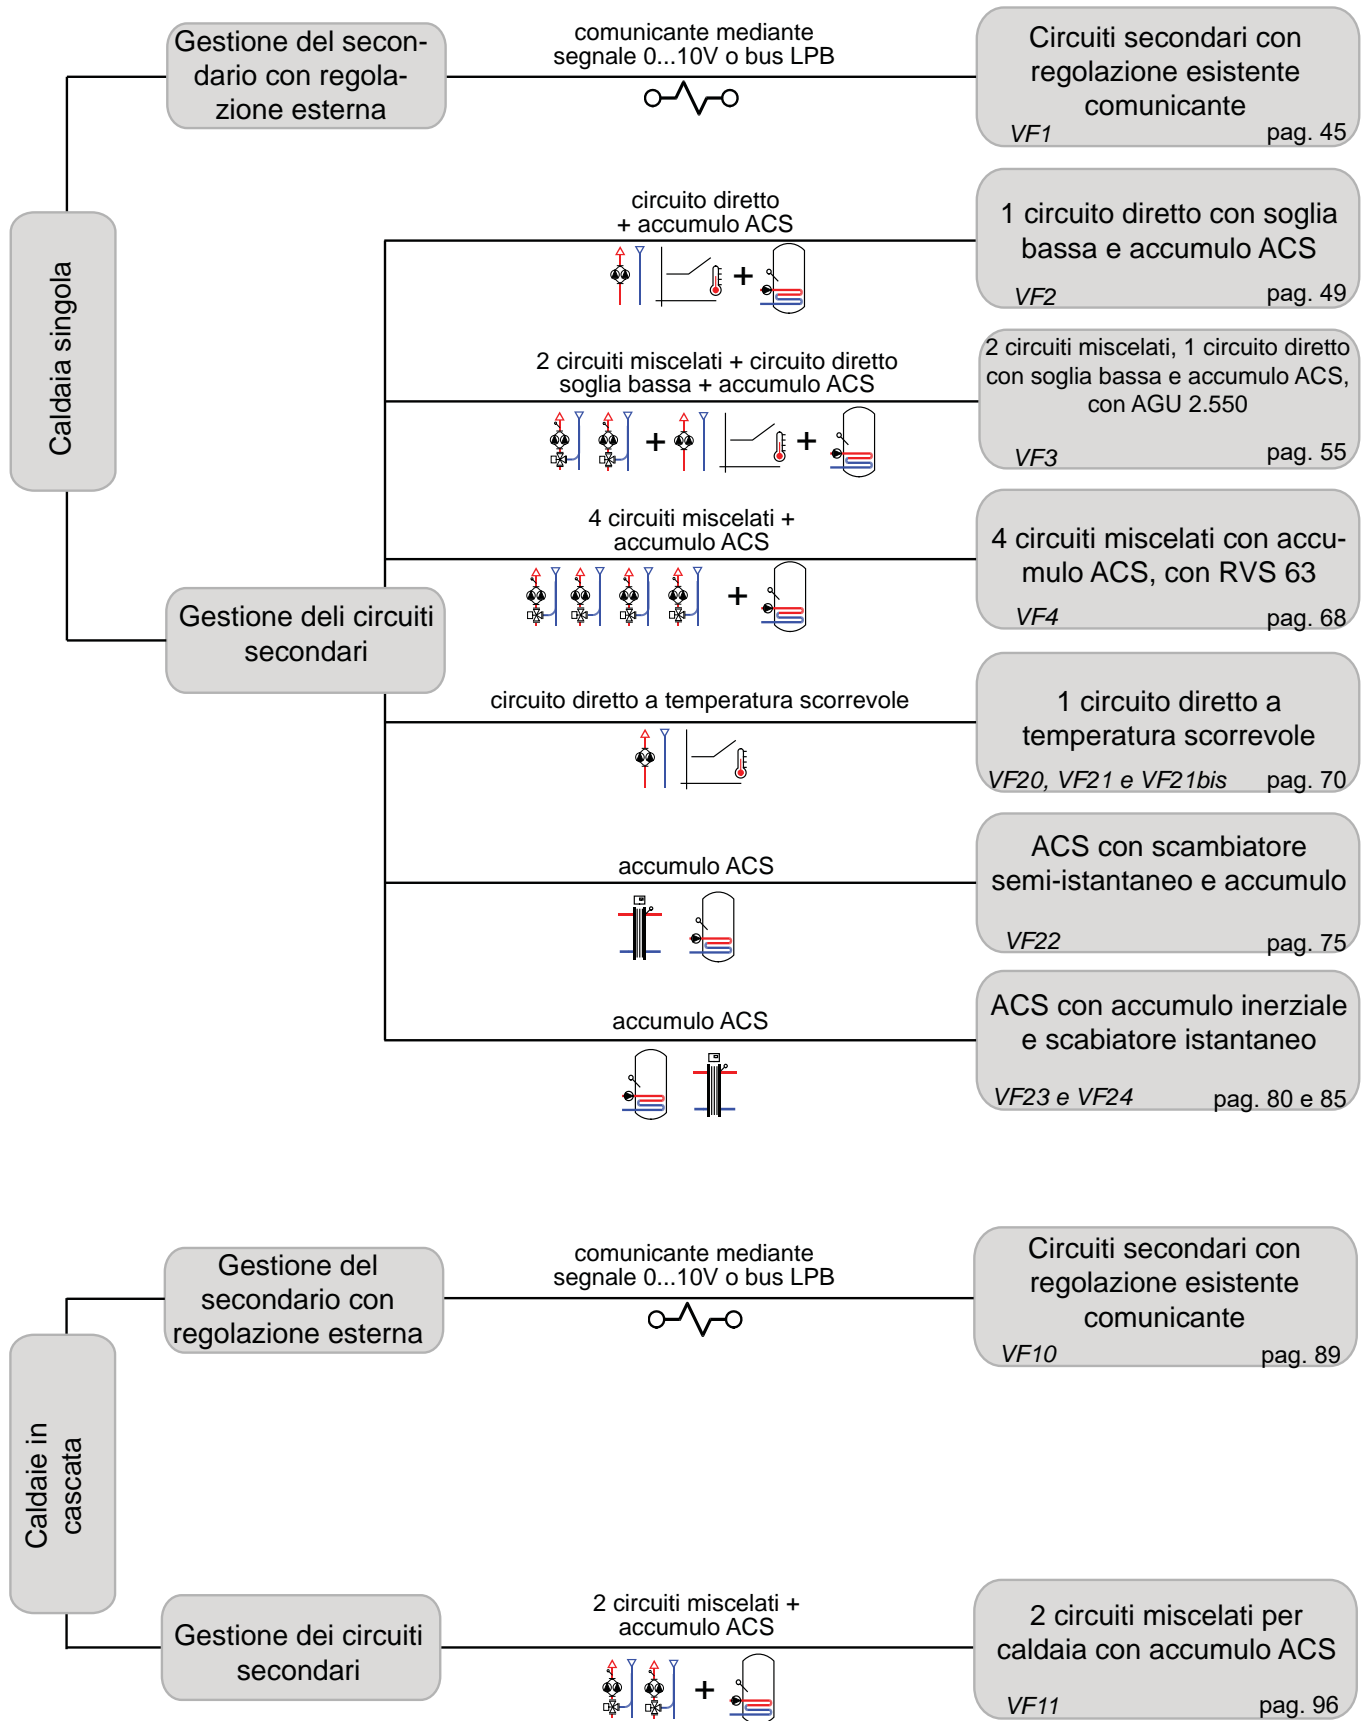 Caldaia singola
Gestione del secon-
dario con regola-
zione esterna
comunicante mediante
segnale 0...10V o bus LPB
Circuiti secondari con
regolazione esistente
comunicante
VF1 pag. 45
Gestione deli circuiti
secondari
circuito diretto
+ accumulo ACS
+
1 circuito diretto con soglia
bassa e accumulo ACS
VF2 pag. 49
2 circuiti miscelati + circuito diretto
soglia bassa + accumulo ACS
+ +
2 circuiti miscelati, 1 circuito diretto
con soglia bassa e accumulo ACS,
con AGU 2.550
VF3 pag. 55
4 circuiti miscelati +
accumulo ACS
+
4 circuiti miscelati con accu-
mulo ACS, con RVS 63
VF4 pag. 68
circuito diretto a temperatura scorrevole
1 circuito diretto a
temperatura scorrevole
VF20, VF21 e VF21bis pag. 70
accumulo ACS
ACS con scambiatore
semi-istantaneo e accumulo
VF22 pag. 75
accumulo ACS
ACS con accumulo inerziale
e scabiatore istantaneo
VF23 e VF24 pag. 80 e 85
Caldaie in
cascata
Gestione del
secondario con
regolazione esterna
comunicante mediante
segnale 0...10V o bus LPB
Circuiti secondari con
regolazione esistente
comunicante
VF10 pag. 89
Gestione dei circuiti
secondari
2 circuiti miscelati +
accumulo ACS
+
2 circuiti miscelati per
caldaia con accumulo ACS
VF11 pag. 96